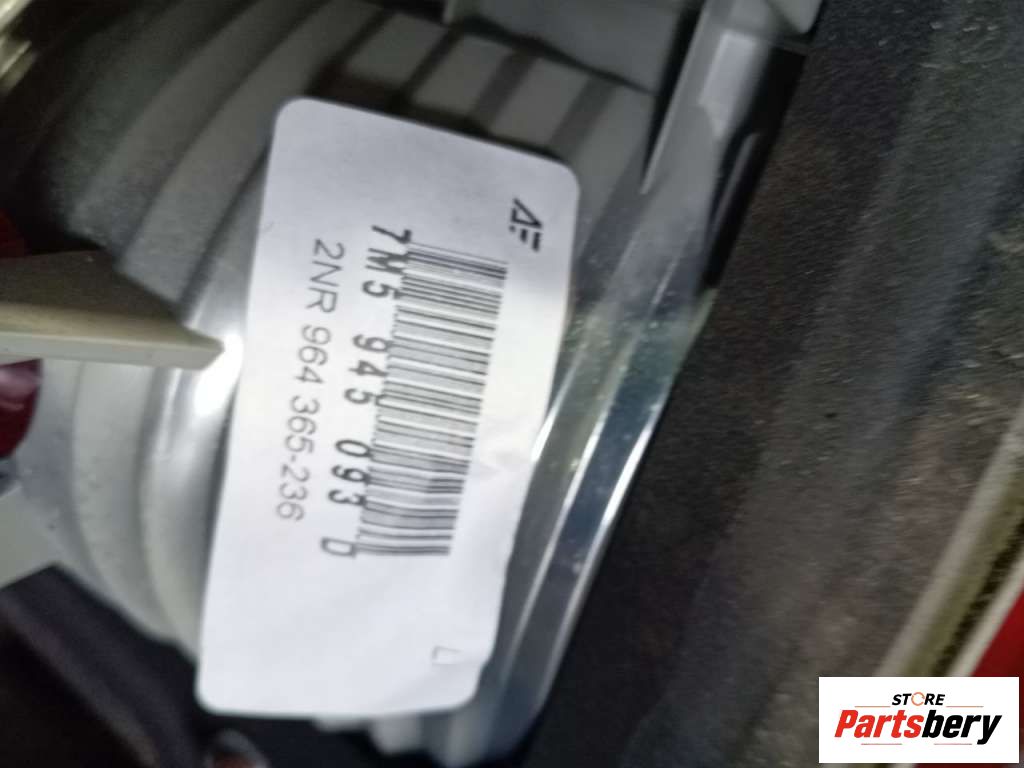 AF
7M5 945 093 D
2NR 964 365-236
L
STORE
Partsbery